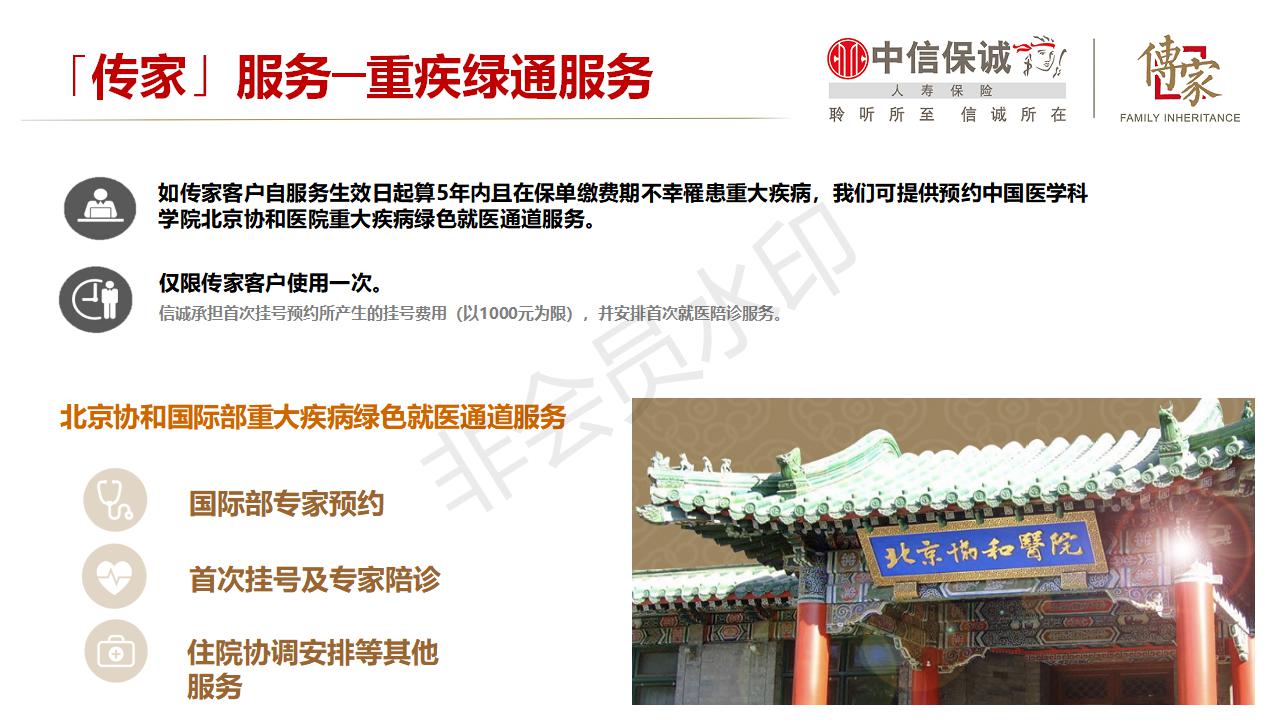 「传家」服务—重疾绿通服务
中信保诚
人寿保险
聆听所至 信诚所在
傳家
FAMILY INHERITANCE
如传家客户自服务生效日起算5年内且在保单缴费期不幸罹患重大疾病，我们可提供预约中国医学科
学院北京协和医院重大疾病绿色就医通道服务。
仅限传家客户使用一次。
信诚承担首次挂号预约所产生的挂号费用（以1000元为限），并安排首次就医陪诊服务。
非会员水印
北京协和国际部重大疾病绿色就医通道服务
国际部专家预约
首次挂号及专家陪诊
住院协调安排等其他
服务
北京協和醫院